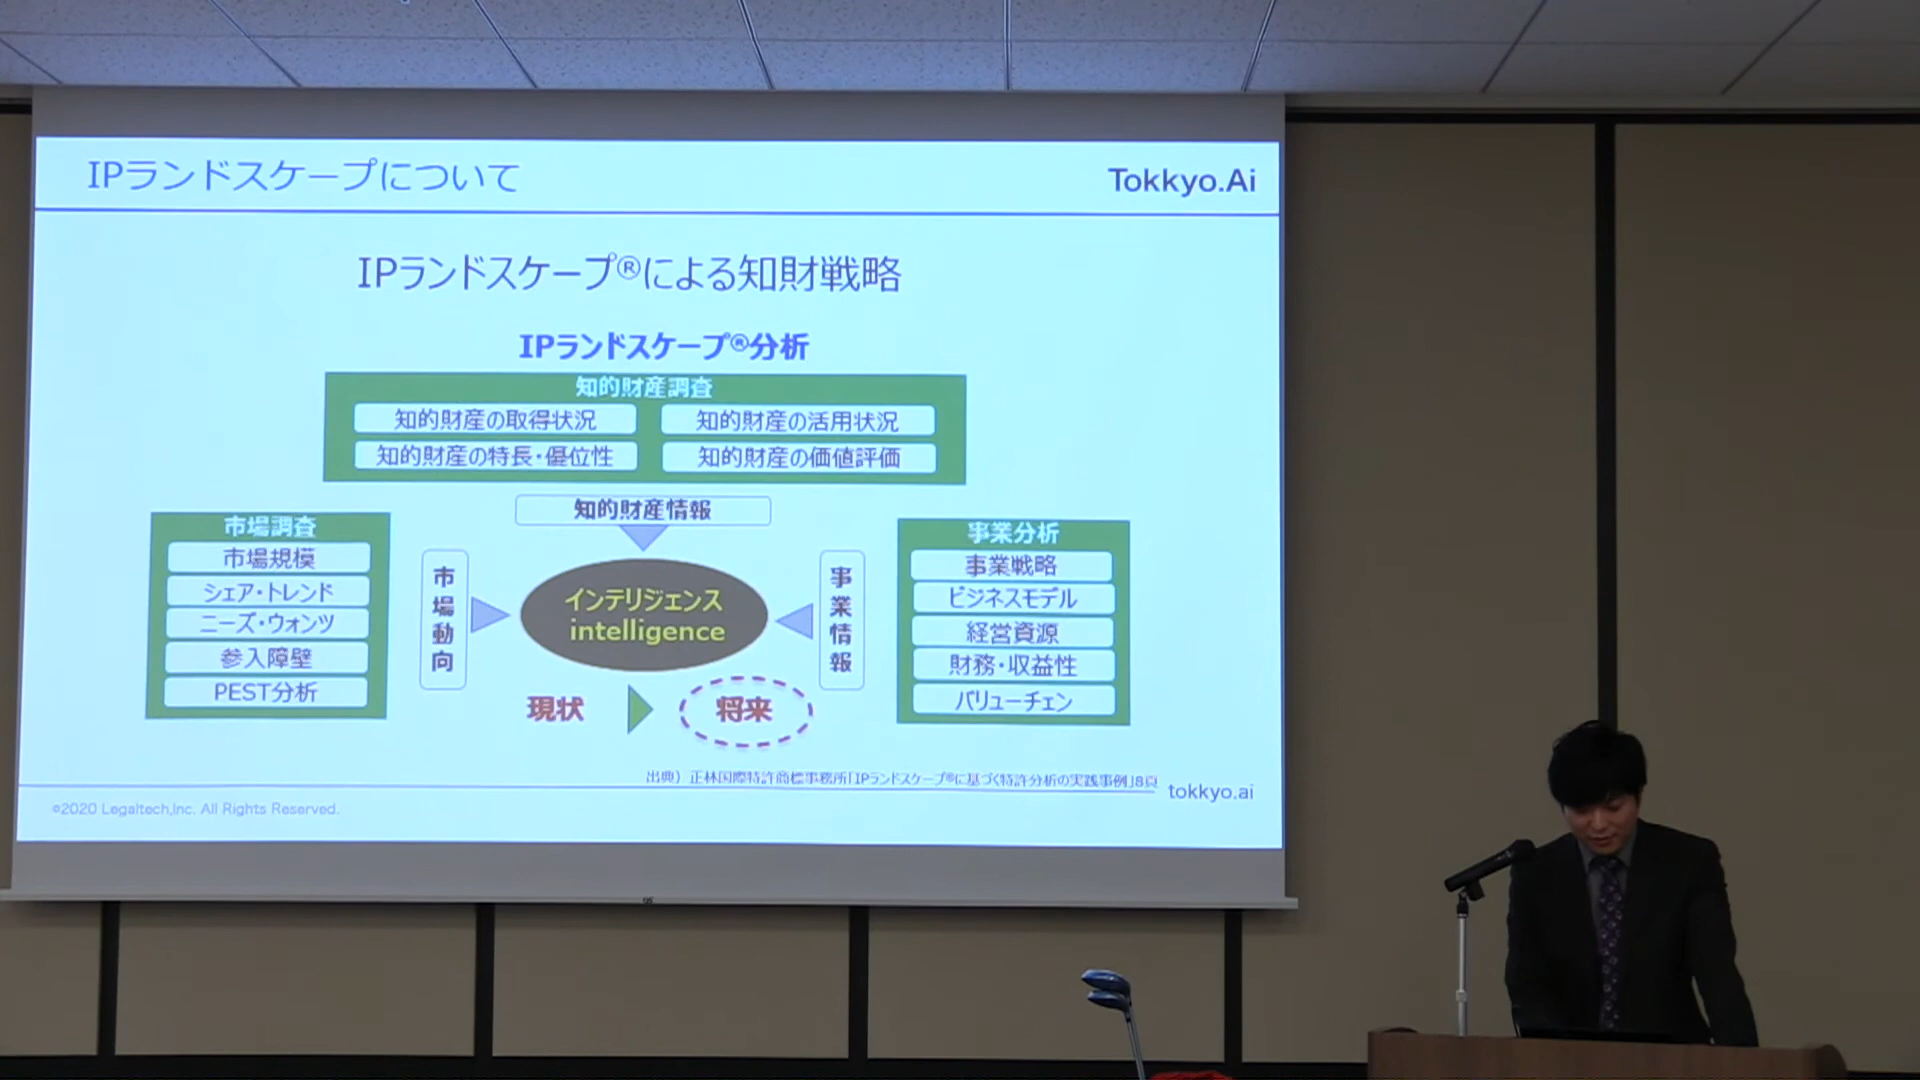 IPランドスケープについて
Tokkyo.Ai
IPランドスケープ®による知財戦略
IPランドスケープ®分析
知的財産調査
知的財産の取得状況
知的財産の活用状況
知的財産の特長・優位性
知的財産の価値評価
知的財産情報
市場調査
市場規模
シェア・トレンド
ニーズ・ウォンツ
参入障壁
PEST分析
市場動向
インテリジェンス
intelligence
事業情報
事業分析
事業戦略
ビジネスモデル
経営資源
財務・収益性
バリューチェン
現状
将来
出典）正林国際特許商標事務所「IPランドスケープ®に基づく特許分析の実践事例」8頁
©2020 Legaltech,Inc. All Rights Reserved.
tokkyo.ai